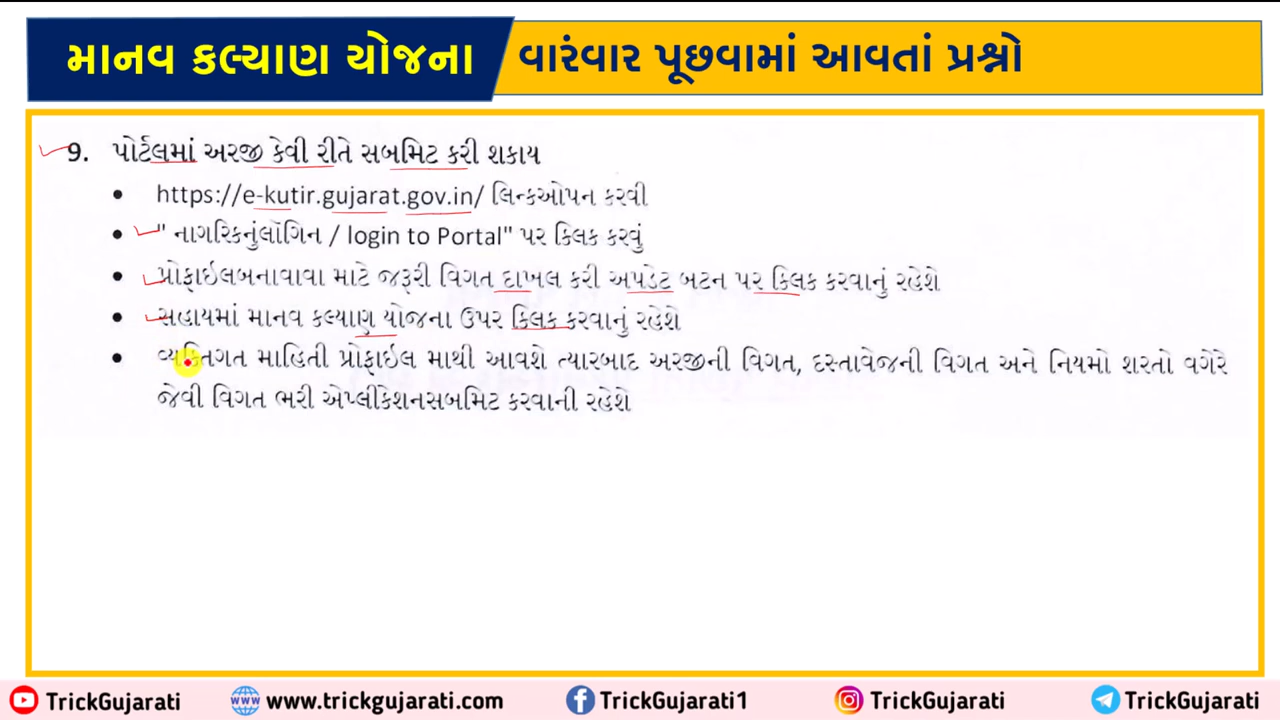 માનવ કલ્યાણ યોજના વારંવાર પૂછવામાં આવતાં પ્રશ્નો
9. પોર્ટલમાં અરજી કેવી રીતે સબમિટ કરી શકાય
• https://e-kutir.gujarat.gov.in/ લિન્કઓપન કરવી
• " નાગરિકનુંલૉગિન / login to Portal" પર ક્લિક કરવું
• પ્રોફાઇલબનાવાવા માટે જરૂરી વિગત દાખલ કરી અપડેટ બટન પર ક્લિક કરવાનું રહેશે
• સહાયમાં માનવ કલ્યાણ યોજના ઉપર ક્લિક કરવાનું રહેશે
• વ્યક્તિગત માહિતી પ્રોફાઇલ માથી આવશે ત્યારબાદ અરજીની વિગત, દસ્તાવેજની વિગત અને નિયમો શરતો વગેરે
જેવી વિગત ભરી એપ્લીકેશનસબમિટ કરવાની રહેશે
TrickGujarati www.trickgujarati.com TrickGujarati1 TrickGujarati TrickGujarati